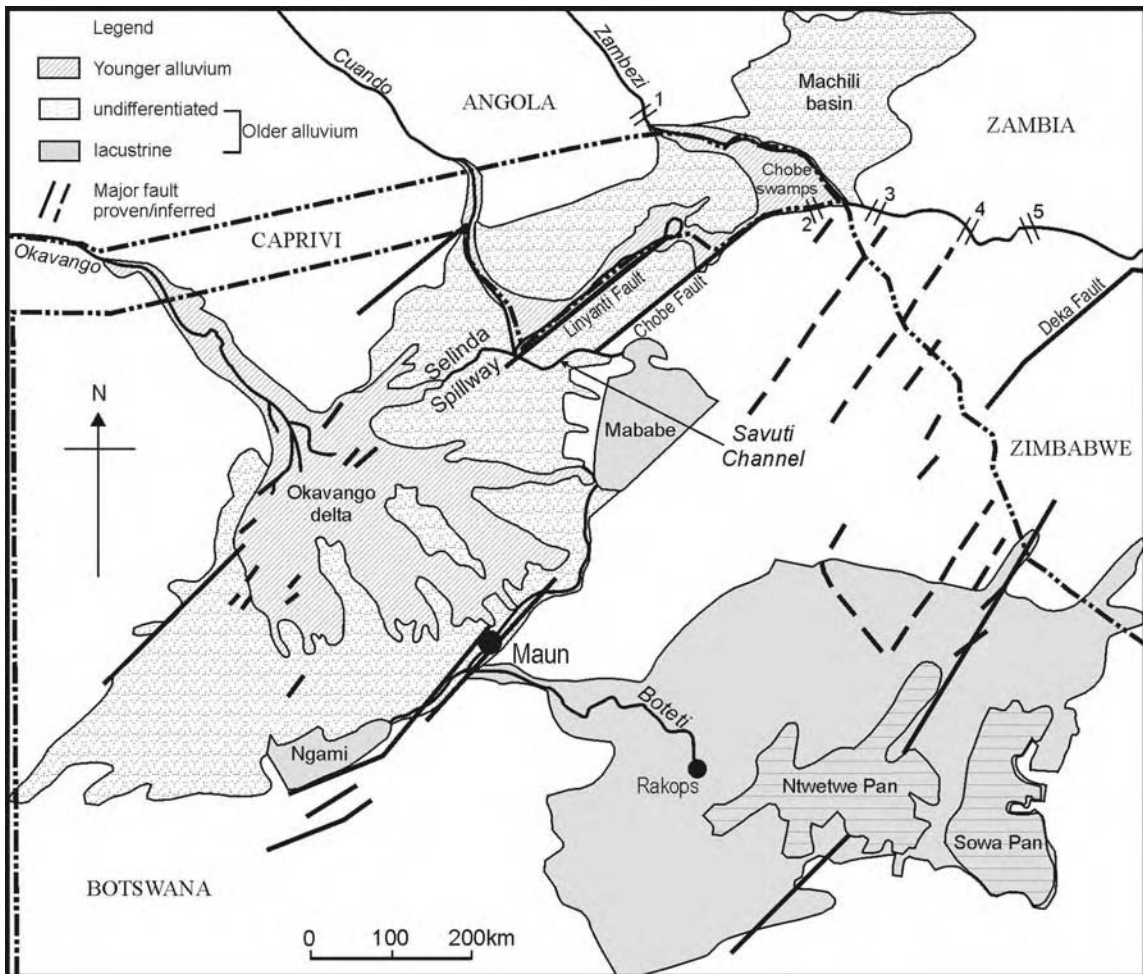 Legend
Younger alluvium
undifferentiated
Older alluvium
lacustrine
Major fault
proven/inferred
Cuando
Zambezi
1
ANGOLA
Machili
basin
ZAMBIA
Chobe
swamps
2
3
4
5
CAPRIVI
Okavango
Linyanti Fault
Chobe Fault
Deka Fault
Selinda
Spillway
N
Mababe
Savuti
Channel
ZIMBABWE
Okavango
delta
Maun
Boteti
Ngami
Rakops
Ntwetwe Pan
Sowa Pan
BOTSWANA
0 100 200km